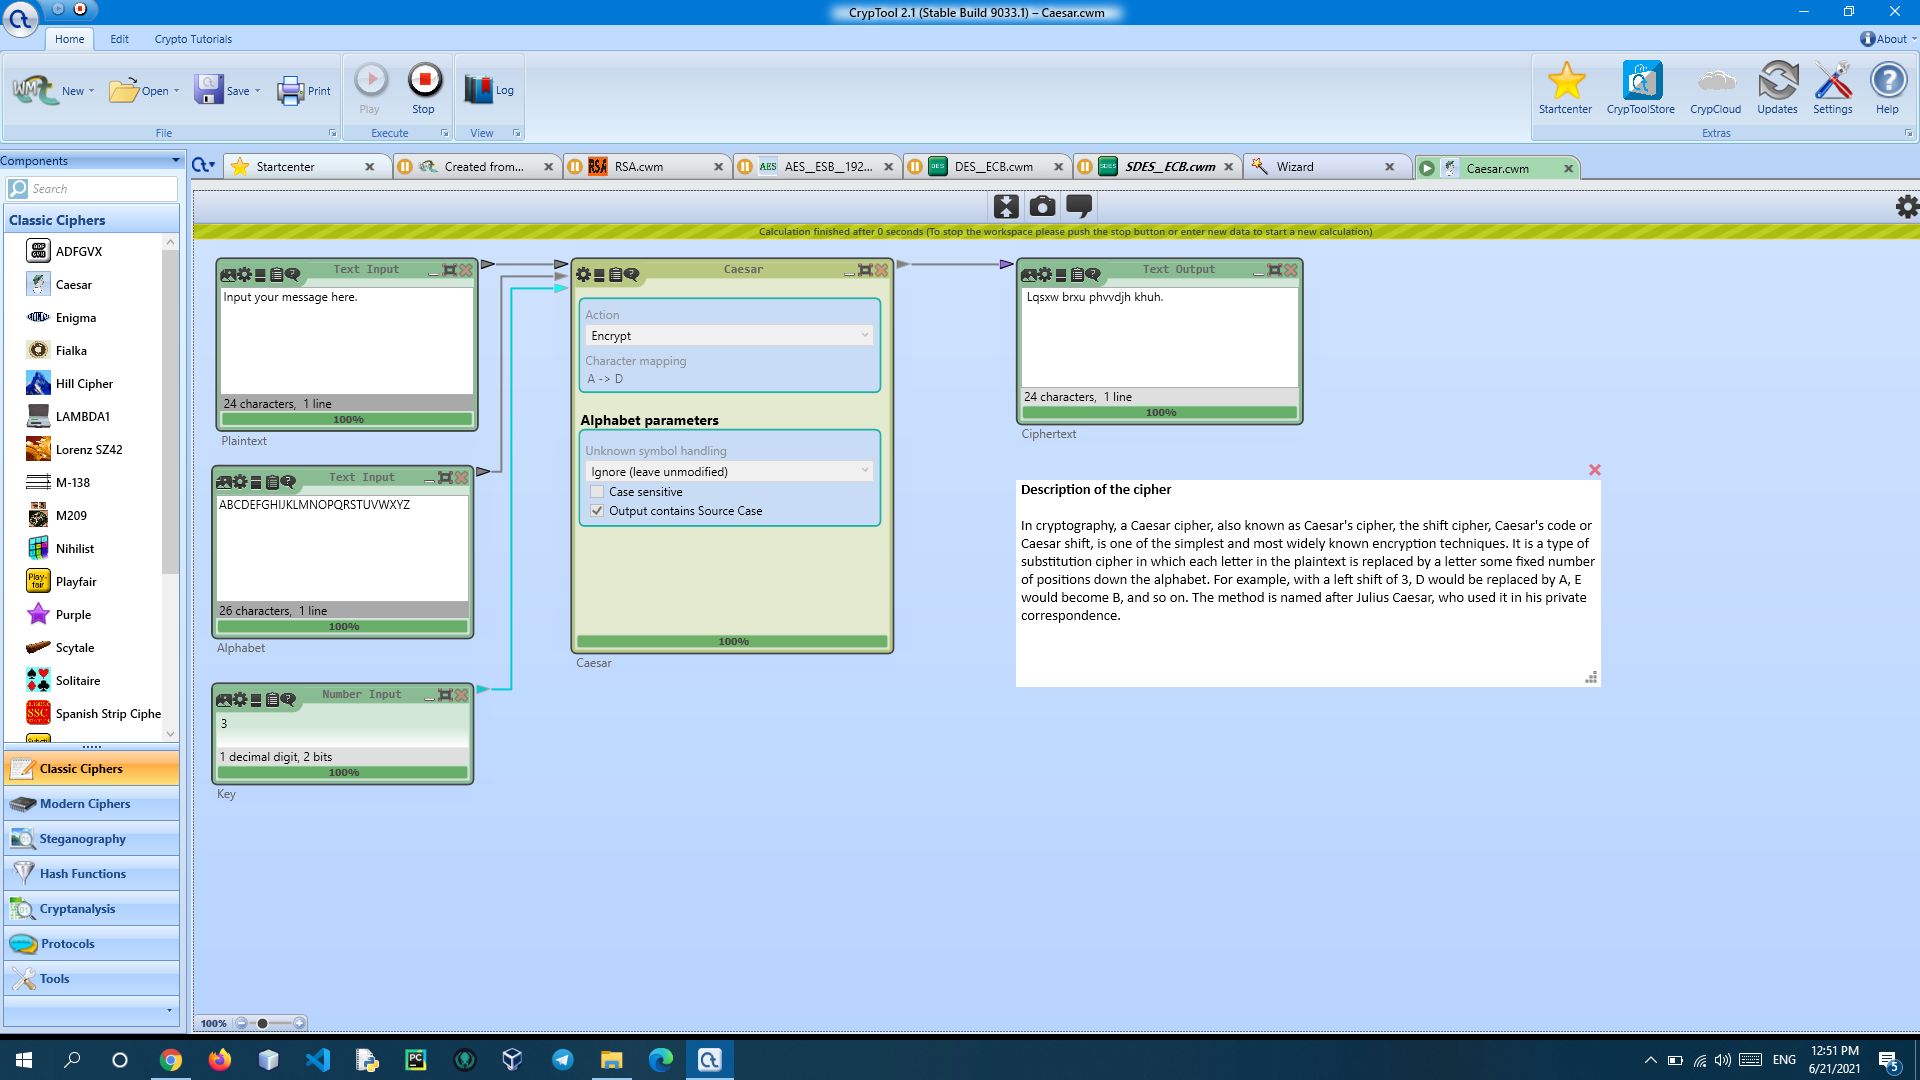 CrypTool 2.1 (Stable Build 9033.1) – Caesar.cwm
Home Edit Crypto Tutorials
About
New Open Save Print
Play Stop Log
File Execute View
Startcenter CrypToolStore CrypCloud Updates Settings Help
Extras
Components
Startcenter Created from... RSA.cwm AES__ESB__192... DES__ECB.cwm SDES__ECB.cwm Wizard Caesar.cwm
Search
Classic Ciphers
ADFGVX
Caesar
Enigma
Fialka
Hill Cipher
LAMBDA1
Lorenz SZ42
M-138
M209
Nihilist
Playfair
Purple
Scytale
Solitaire
Spanish Strip Ciphe
Classic Ciphers
Modern Ciphers
Steganography
Hash Functions
Cryptanalysis
Protocols
Tools
Calculation finished after 0 seconds (To stop the workspace please push the stop button or enter new data to start a new calculation)
Text Input
Input your message here.
24 characters,  1 line
100%
Plaintext
Text Input
ABCDEFGHIJKLMNOPQRSTUVWXYZ
26 characters,  1 line
100%
Alphabet
Number Input
3
1 decimal digit, 2 bits
100%
Key
Caesar
Action
Encrypt
Character mapping
A -> D
Alphabet parameters
Unknown symbol handling
Ignore (leave unmodified)
Case sensitive
Output contains Source Case
100%
Caesar
Text Output
Lqsxw brxu phvvdjh khuh.
24 characters,  1 line
100%
Ciphertext
Description of the cipher
In cryptography, a Caesar cipher, also known as Caesar's cipher, the shift cipher, Caesar's code or
Caesar shift, is one of the simplest and most widely known encryption techniques. It is a type of
substitution cipher in which each letter in the plaintext is replaced by a letter some fixed number
of positions down the alphabet. For example, with a left shift of 3, D would be replaced by A, E
would become B, and so on. The method is named after Julius Caesar, who used it in his private
correspondence.
100%
ENG
12:51 PM
6/21/2021
5